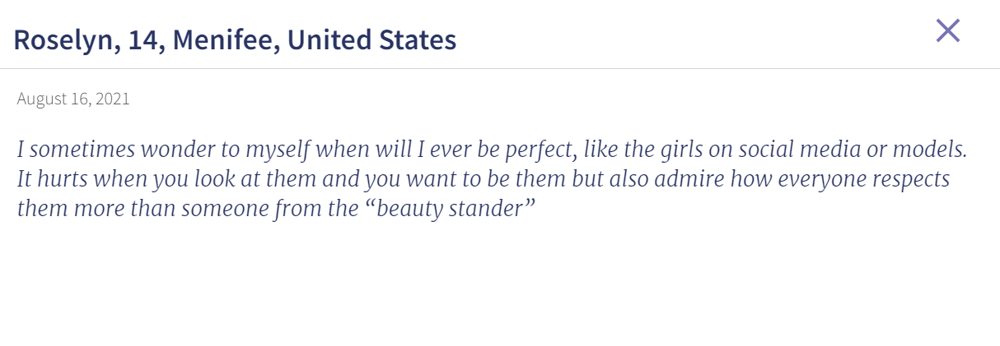 Roselyn, 14, Menifee, United States
August 16, 2021
I sometimes wonder to myself when will I ever be perfect, like the girls on social media or models.
It hurts when you look at them and you want to be them but also admire how everyone respects
them more than someone from the “beauty stander”